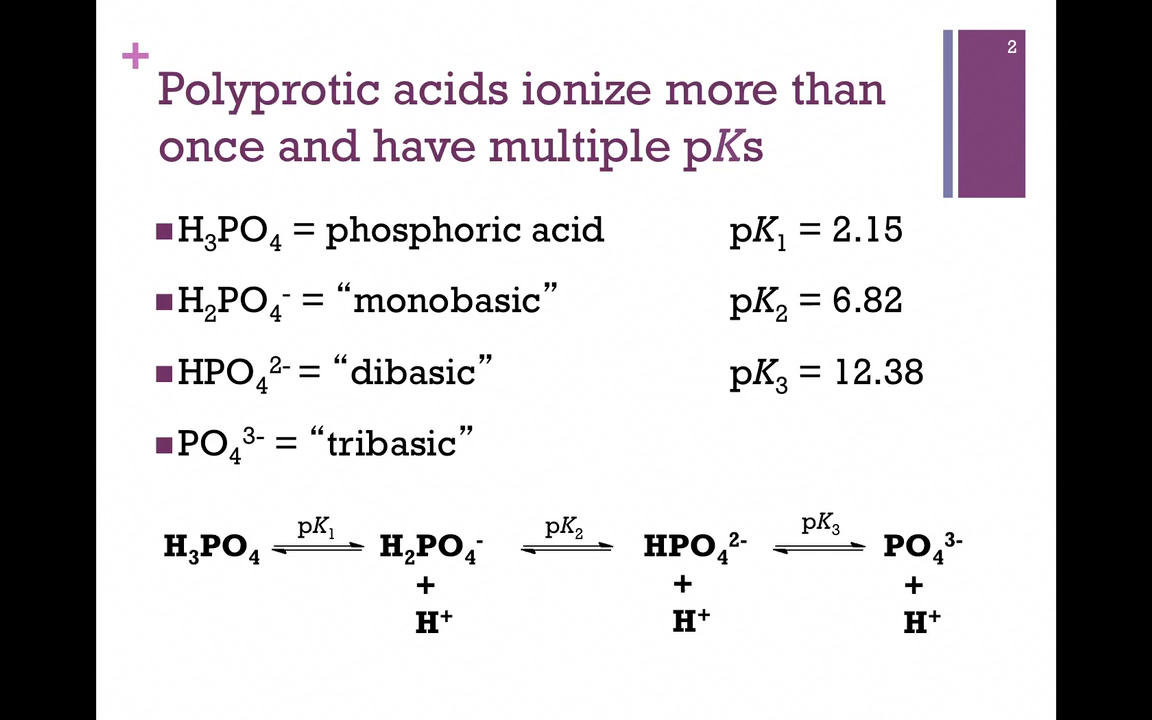 +
2
Polyprotic acids ionize more than
once and have multiple pKs
■H₃PO₄ = phosphoric acid pK₁ = 2.15
■H₂PO₄⁻ = “monobasic” pK₂ = 6.82
■HPO₄²⁻ = “dibasic” pK₃ = 12.38
■PO₄³⁻ = “tribasic”
pK₁ pK₂ pK₃
H₃PO₄ ⇌ H₂PO₄⁻ ⇌ HPO₄²⁻ ⇌ PO₄³⁻
+ + +
H⁺ H⁺ H⁺